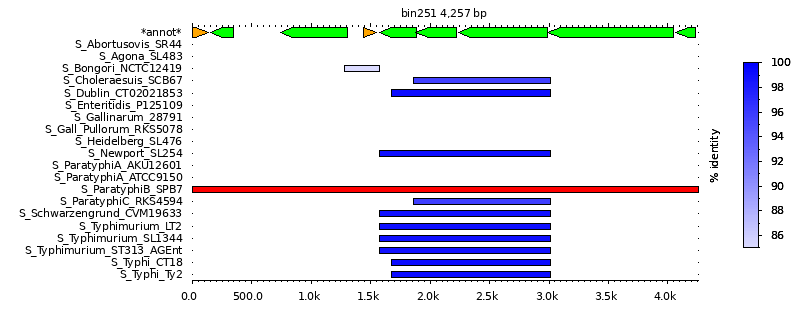 bin251 4,257 bp
*annot*
S_Abortusovis_SR44
S_Agona_SL483
S_Bongori_NCTC12419
S_Choleraesuis_SCB67
S_Dublin_CT02021853
S_Enteritidis_P125109
S_Gallinarum_28791
S_Gall_Pullorum_RKS5078
S_Heidelberg_SL476
S_Newport_SL254
S_ParatyphiA_AKU12601
S_ParatyphiA_ATCC9150
S_ParatyphiB_SPB7
S_ParatyphiC_RKS4594
S_Schwarzengrund_CVM19633
S_Typhimurium_LT2
S_Typhimurium_SL1344
S_Typhimurium_ST313_AGEnt
S_Typhi_CT18
S_Typhi_Ty2
0.0 500.0 1.0k 1.5k 2.0k 2.5k 3.0k 3.5k 4.0k
100
98
96
94
92
90
88
86
% identity